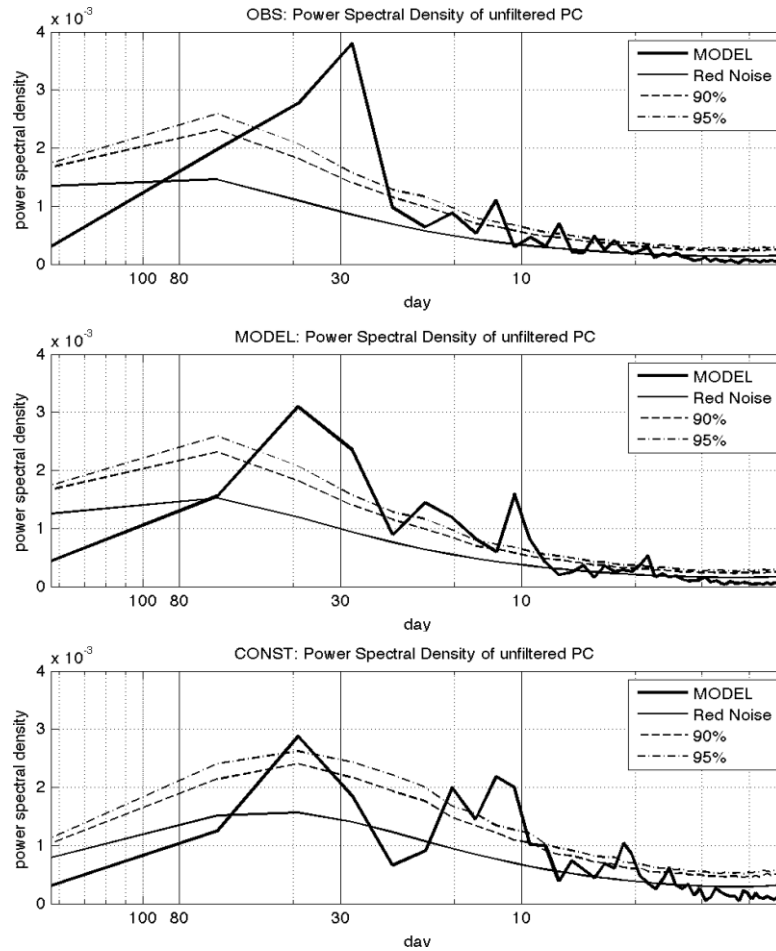 x 10-3
OBS: Power Spectral Density of unfiltered PC
4
3
2
1
0
power spectral density
MODEL
Red Noise
90%
95%
100
80
30
10
day
x 10-3
MODEL: Power Spectral Density of unfiltered PC
4
3
2
1
0
power spectral density
MODEL
Red Noise
90%
95%
100
80
30
10
day
x 10-3
CONST: Power Spectral Density of unfiltered PC
4
3
2
1
0
power spectral density
MODEL
Red Noise
90%
95%
100
80
30
10
day